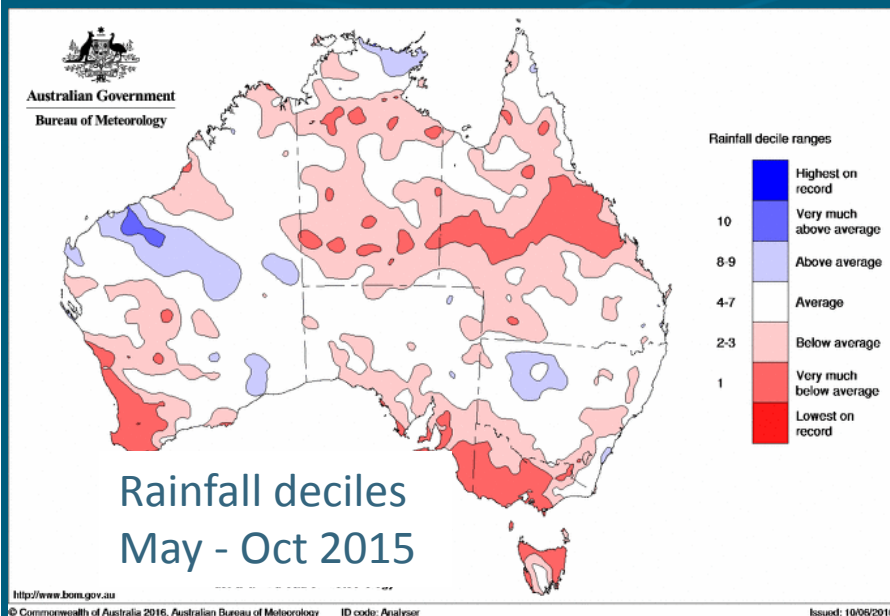 Australian Government
Bureau of Meteorology
Rainfall decile ranges
Highest on
record
10
Very much
above average
8-9
Above average
4-7
Average
2-3
Below average
1
Very much
below average
Lowest on
record
Rainfall deciles
May - Oct 2015
http://www.bom.gov.au
© Commonwealth of Australia 2016, Australian Bureau of Meteorology
ID code: Analyser